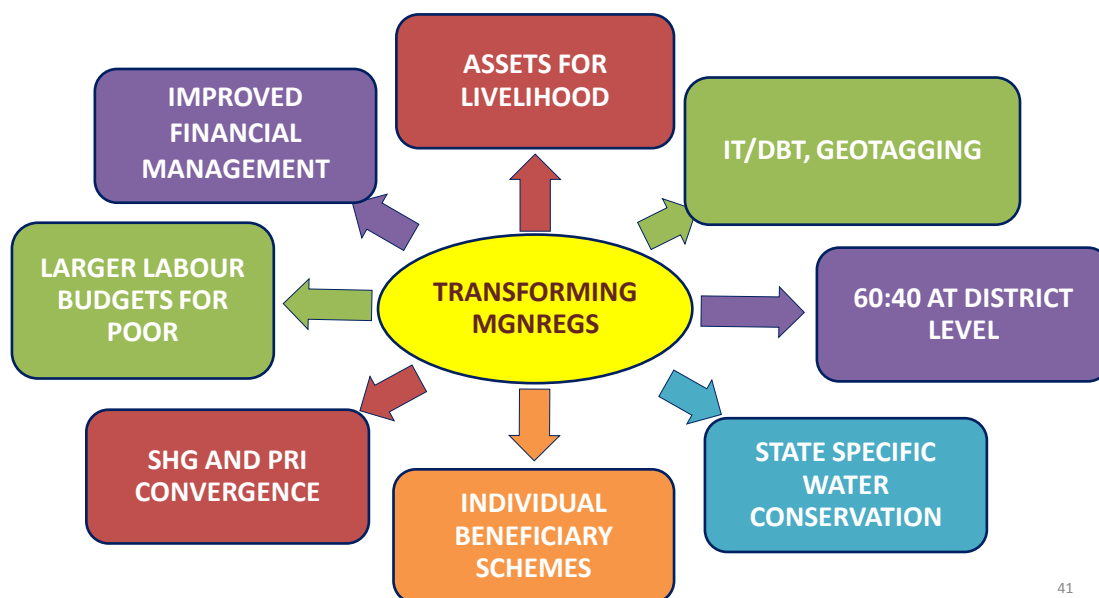 ASSETS FOR
LIVELIHOOD
IMPROVED
FINANCIAL
MANAGEMENT
IT/DBT, GEOTAGGING
LARGER LABOUR
BUDGETS FOR
POOR
TRANSFORMING
MGNREGS
60:40 AT DISTRICT
LEVEL
SHG AND PRI
CONVERGENCE
INDIVIDUAL
BENEFICIARY
SCHEMES
STATE SPECIFIC
WATER
CONSERVATION
41